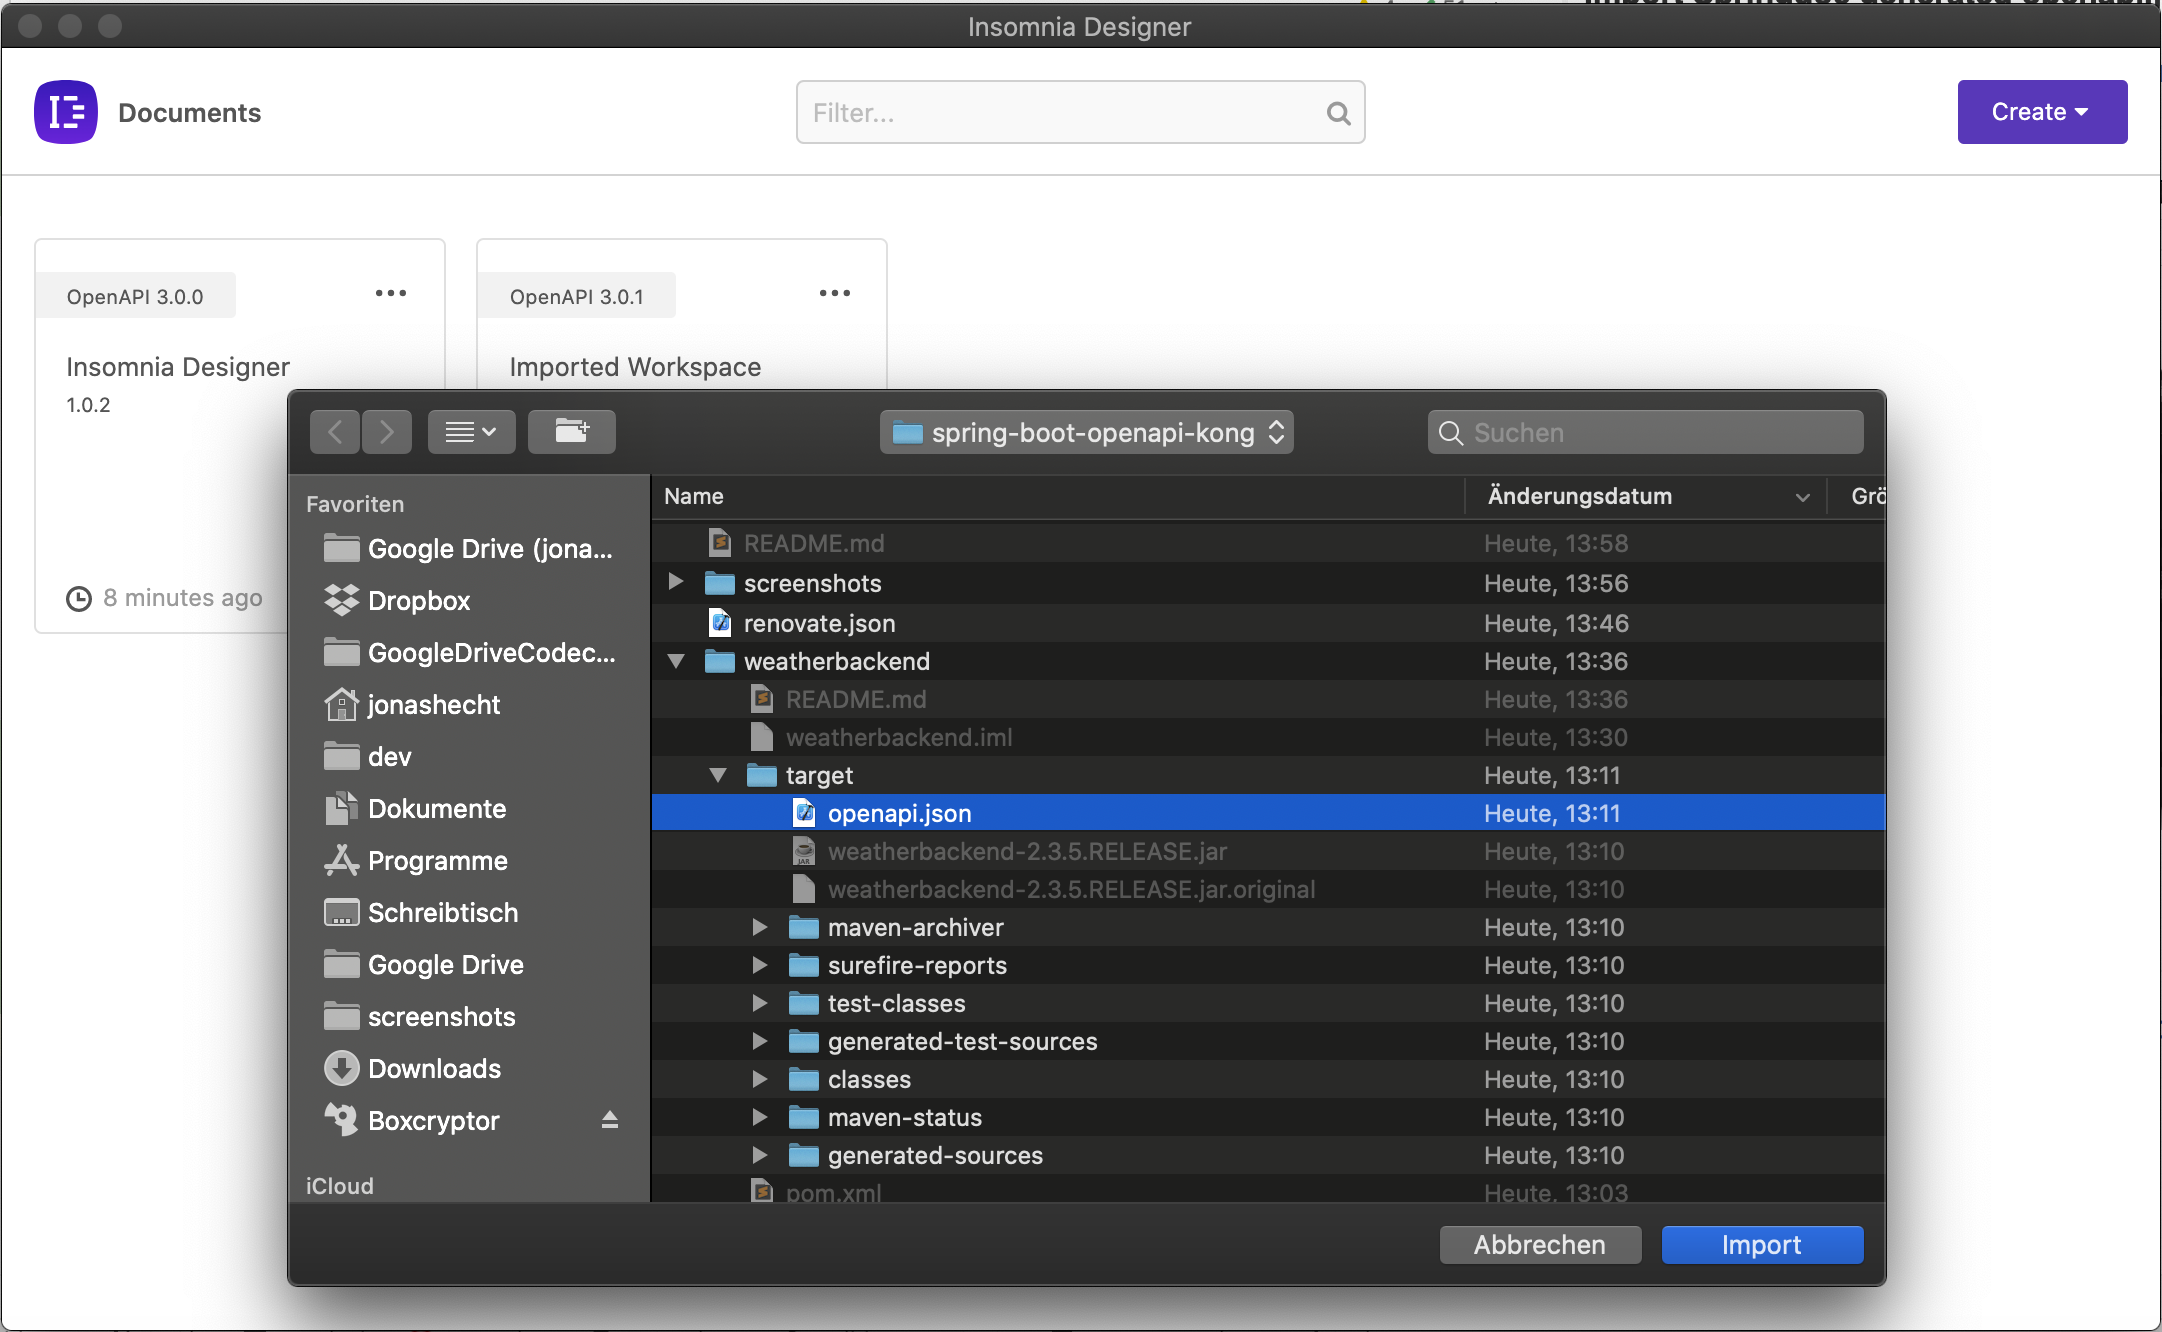 Insomnia Designer
Documents
Filter...
Create
OpenAPI 3.0.0
OpenAPI 3.0.1
Insomnia Designer
1.0.2
Imported Workspace
8 minutes ago
spring-boot-openapi-kong
Suchen
Favoriten
Google Drive (jona...
Dropbox
GoogleDriveCodec...
jonashecht
dev
Dokumente
Programme
Schreibtisch
Google Drive
screenshots
Downloads
Boxcryptor
iCloud
Name Änderungsdatum Grö
README.md Heute, 13:58
screenshots Heute, 13:56
renovate.json Heute, 13:46
weatherbackend Heute, 13:36
README.md Heute, 13:36
weatherbackend.iml Heute, 13:30
target Heute, 13:11
openapi.json Heute, 13:11
weatherbackend-2.3.5.RELEASE.jar Heute, 13:10
weatherbackend-2.3.5.RELEASE.jar.original Heute, 13:10
maven-archiver Heute, 13:10
surefire-reports Heute, 13:10
test-classes Heute, 13:10
generated-test-sources Heute, 13:10
classes Heute, 13:10
maven-status Heute, 13:10
generated-sources Heute, 13:10
pom.xml Heute, 13:03
Abbrechen
Import